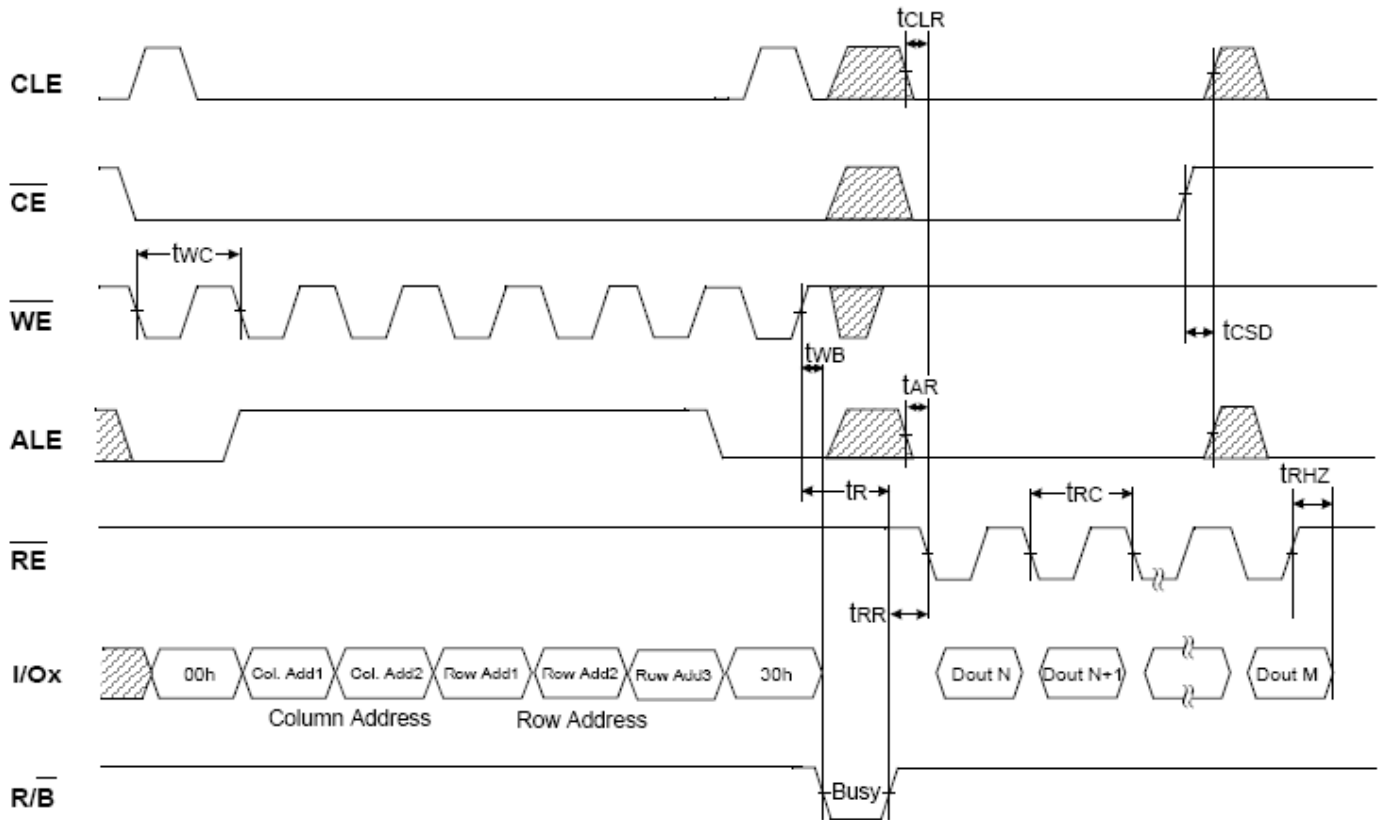 tCLR
CLE
CE
tWC
WE
tWB
tCSD
tAR
ALE
tR
tRC
tRHZ
RE
tRR
I/Ox
00h
Col. Add1
Col. Add2
Row Add1
Row Add2
Row Add3
30h
Dout N
Dout N+1
Dout M
Column Address
Row Address
R/B
Busy